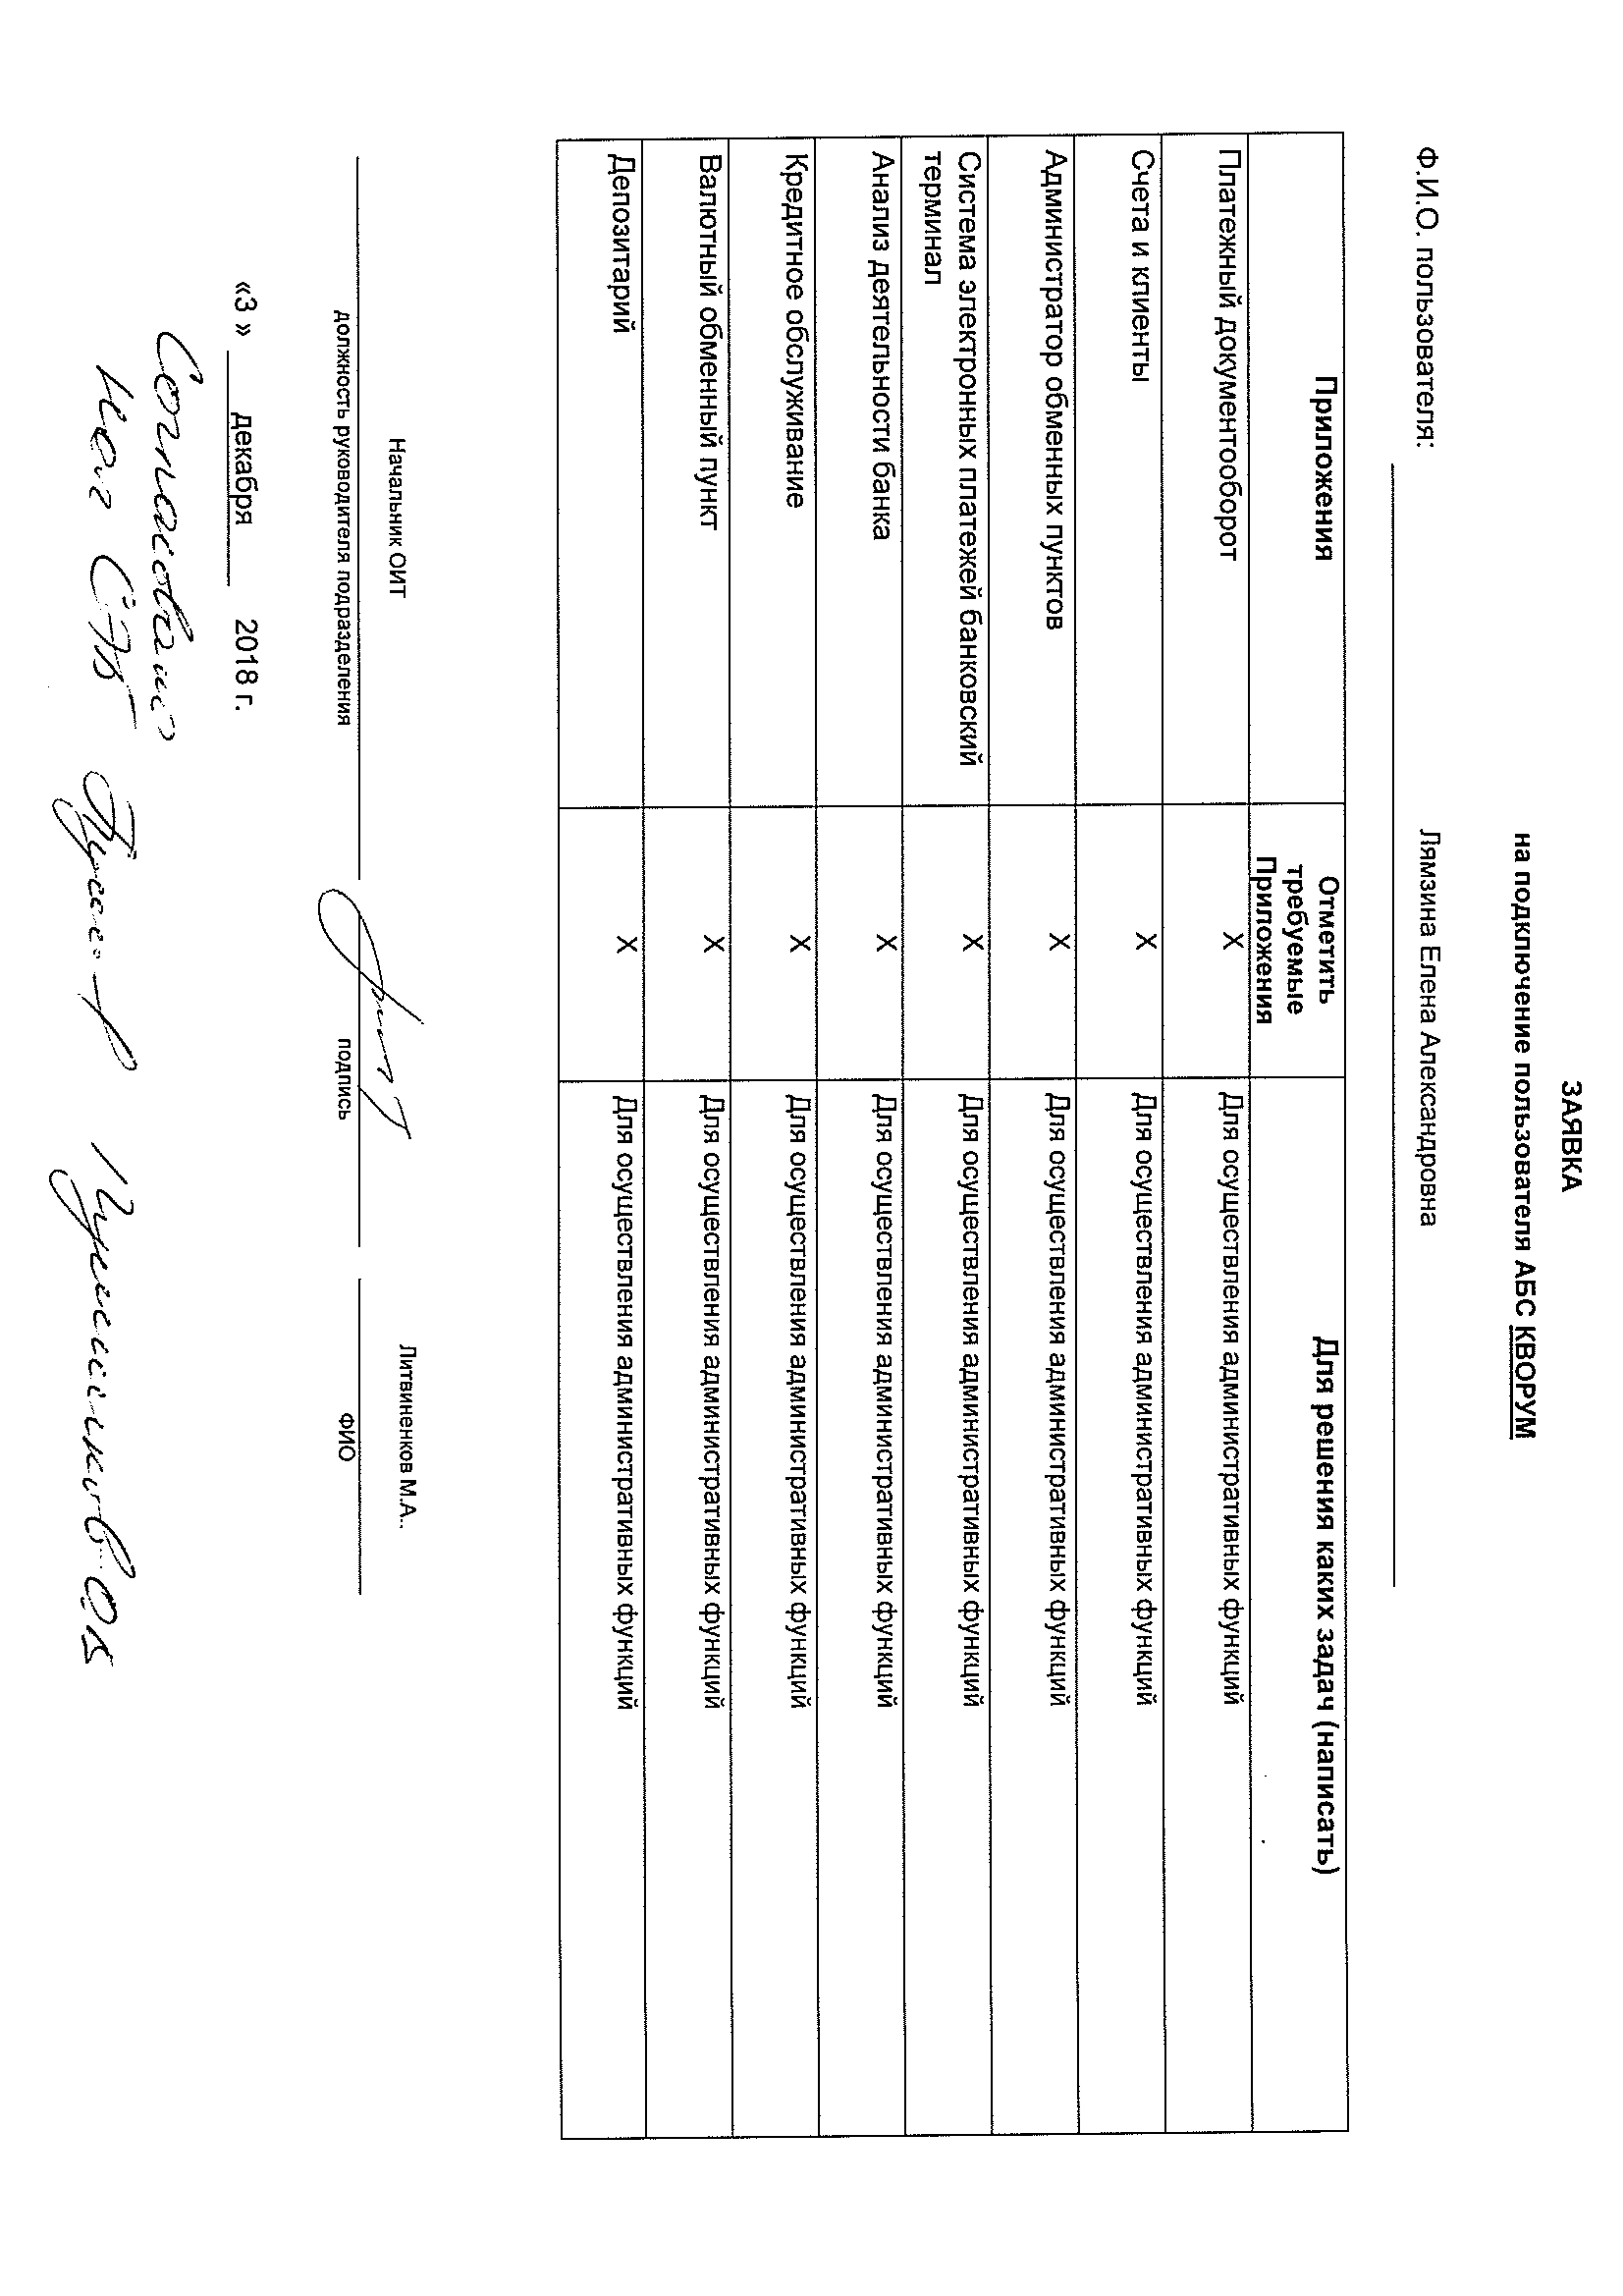 ЗАЯВКА
на подключение пользователя АБС КВОРУМ
Ф.И.О. пользователя: Лямзина Елена Александровна
Приложения Отметить требуемые Приложения Для решения каких задач (написать)
Платежный документооборот X Для осуществления административных функций
Счета и клиенты X Для осуществления административных функций
Администратор обменных пунктов X Для осуществления административных функций
Система электронных платежей банковский терминал X Для осуществления административных функций
Анализ деятельности банка X Для осуществления административных функций
Кредитное обслуживание X Для осуществления административных функций
Валютный обменный пункт X Для осуществления административных функций
Депозитарий X Для осуществления административных функций
Начальник ОИТ Литвиненков М.А..
должность руководителя подразделения подпись ФИО
«3 » декабря 2018 г.
Согласовано
Нач СЭБ